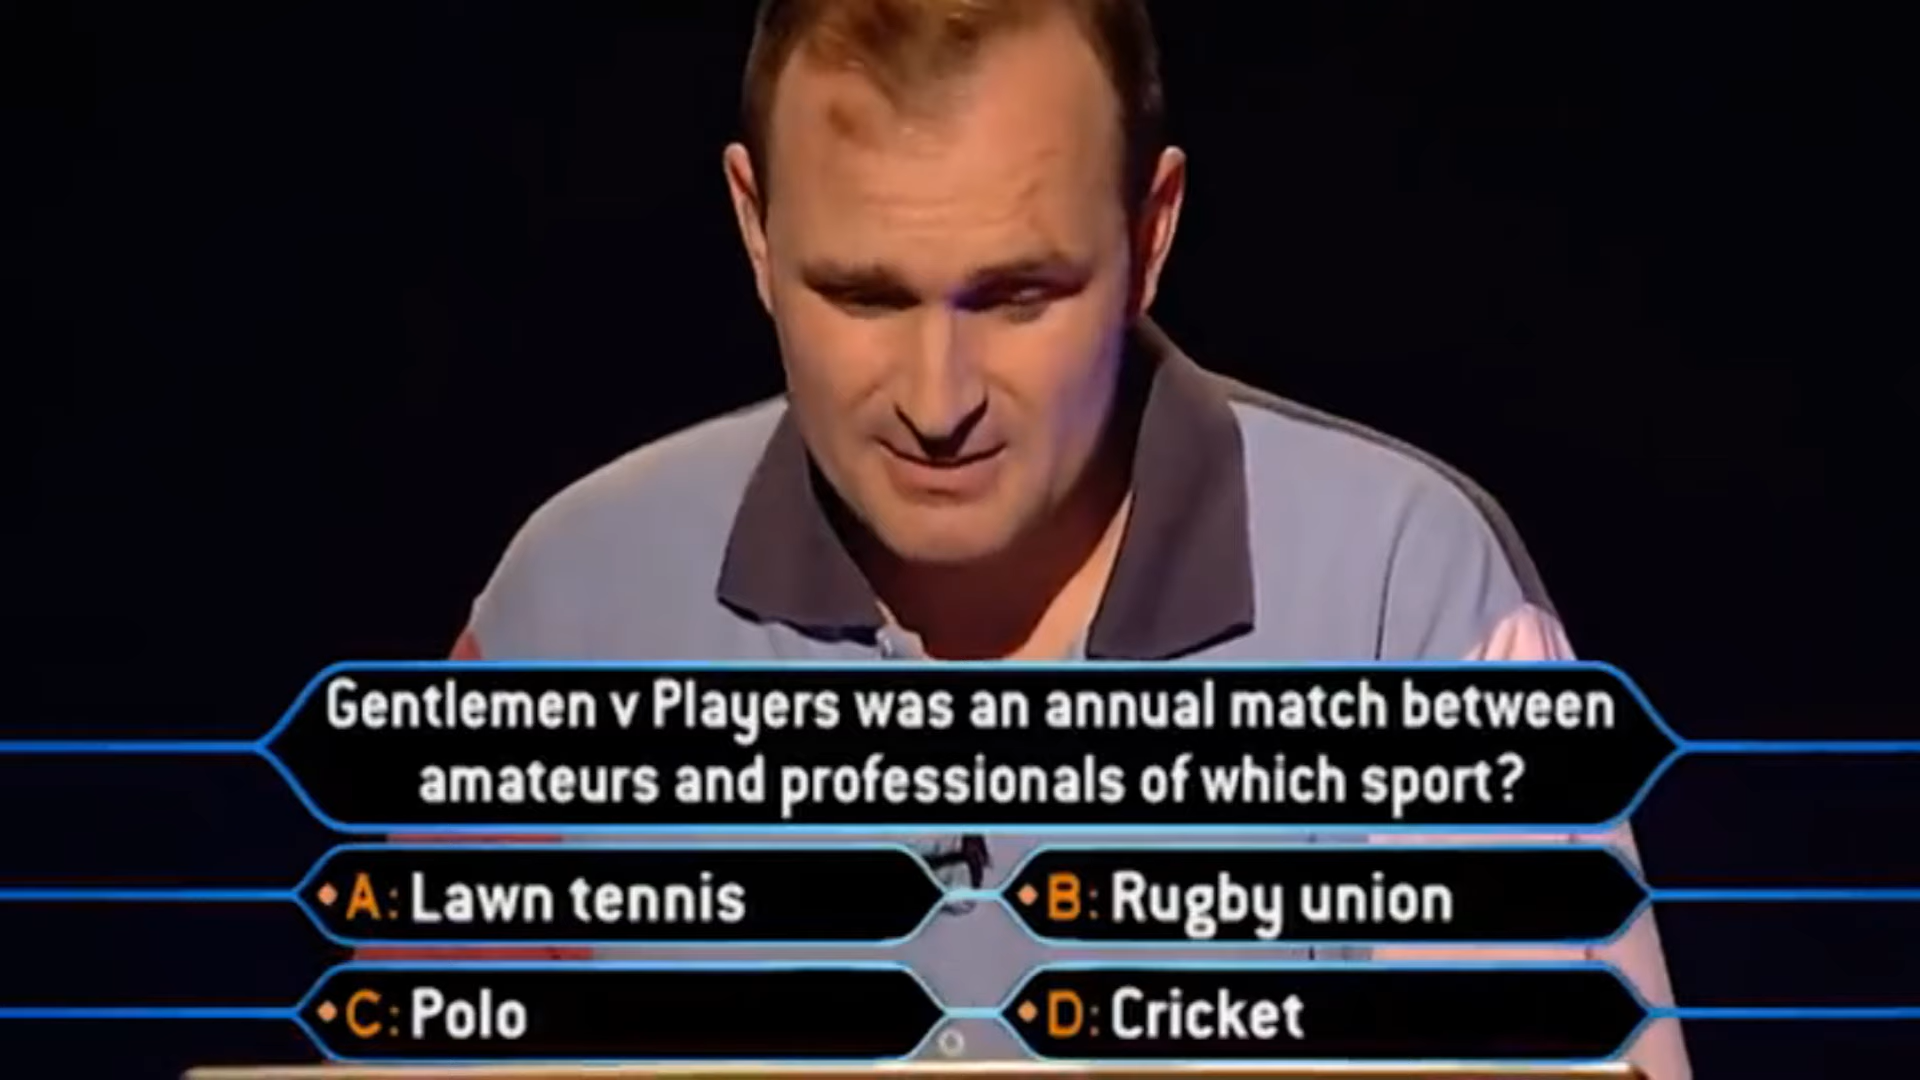 Gentlemen v Players was an annual match between
amateurs and professionals of which sport?
A: Lawn tennis
B: Rugby union
C: Polo
D: Cricket